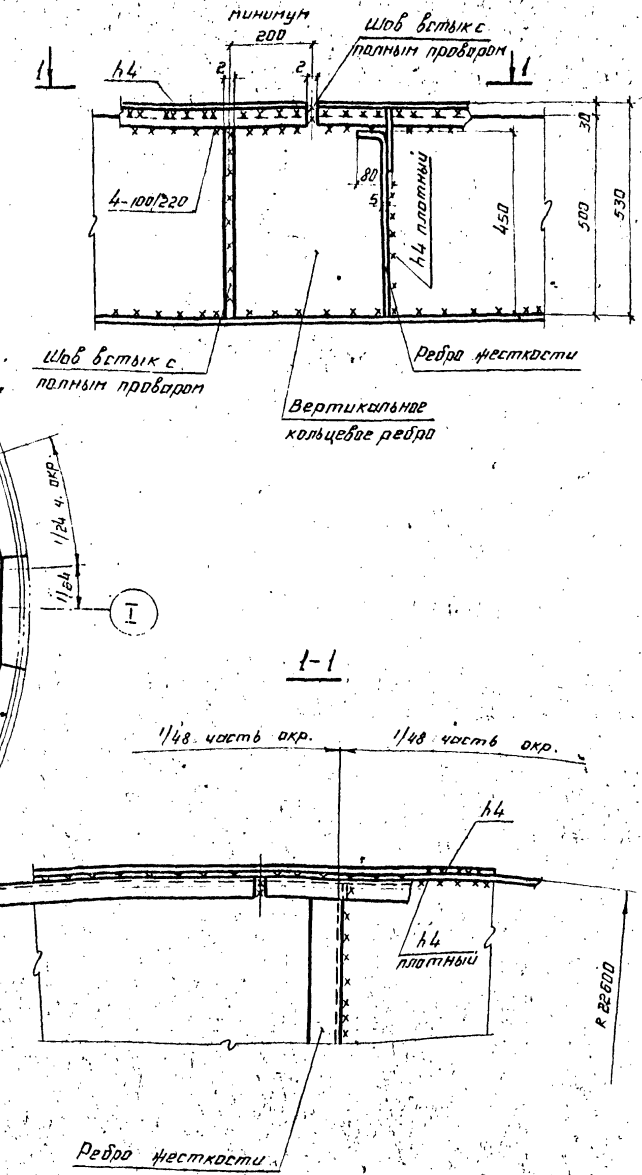 минимум
200
Шов встык с
полным проваром
2
2
1
1
h4
30
4-100/220
80
5
h4 плотный
450
500
530
Шов встык с
полным проваром
Ребро жесткости
Вертикальное
кольцевое ребро
1/24 ч. окр.
I
1-1
1/48 часть окр.
1/48 часть окр.
h4
h4
плотный
R 22600
Ребро жесткости